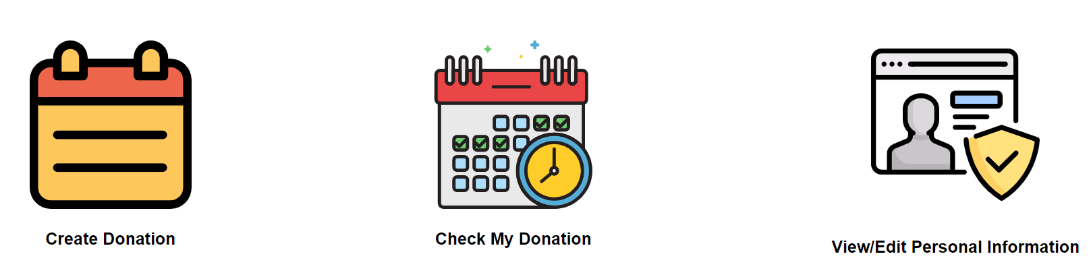 Create Donation
Check My Donation
View/Edit Personal Information